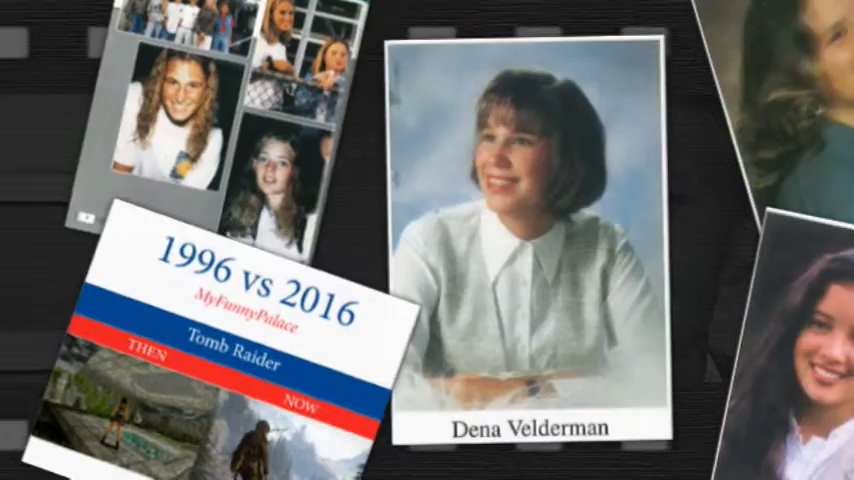 1996 vs 2016
MyFunnyPalace
Tomb Raider
THEN
NOW
Dena Velderman